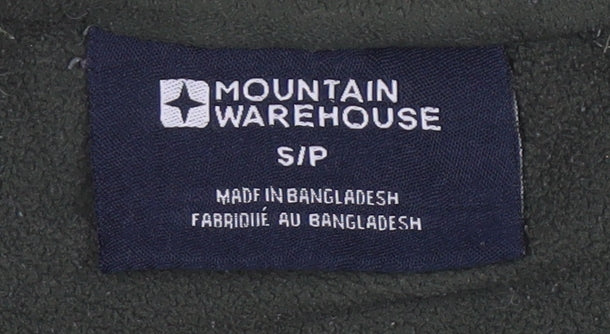 MOUNTAIN
WAREHOUSE
S/P
MADE IN BANGLADESH
FABRIQUÉ AU BANGLADESH